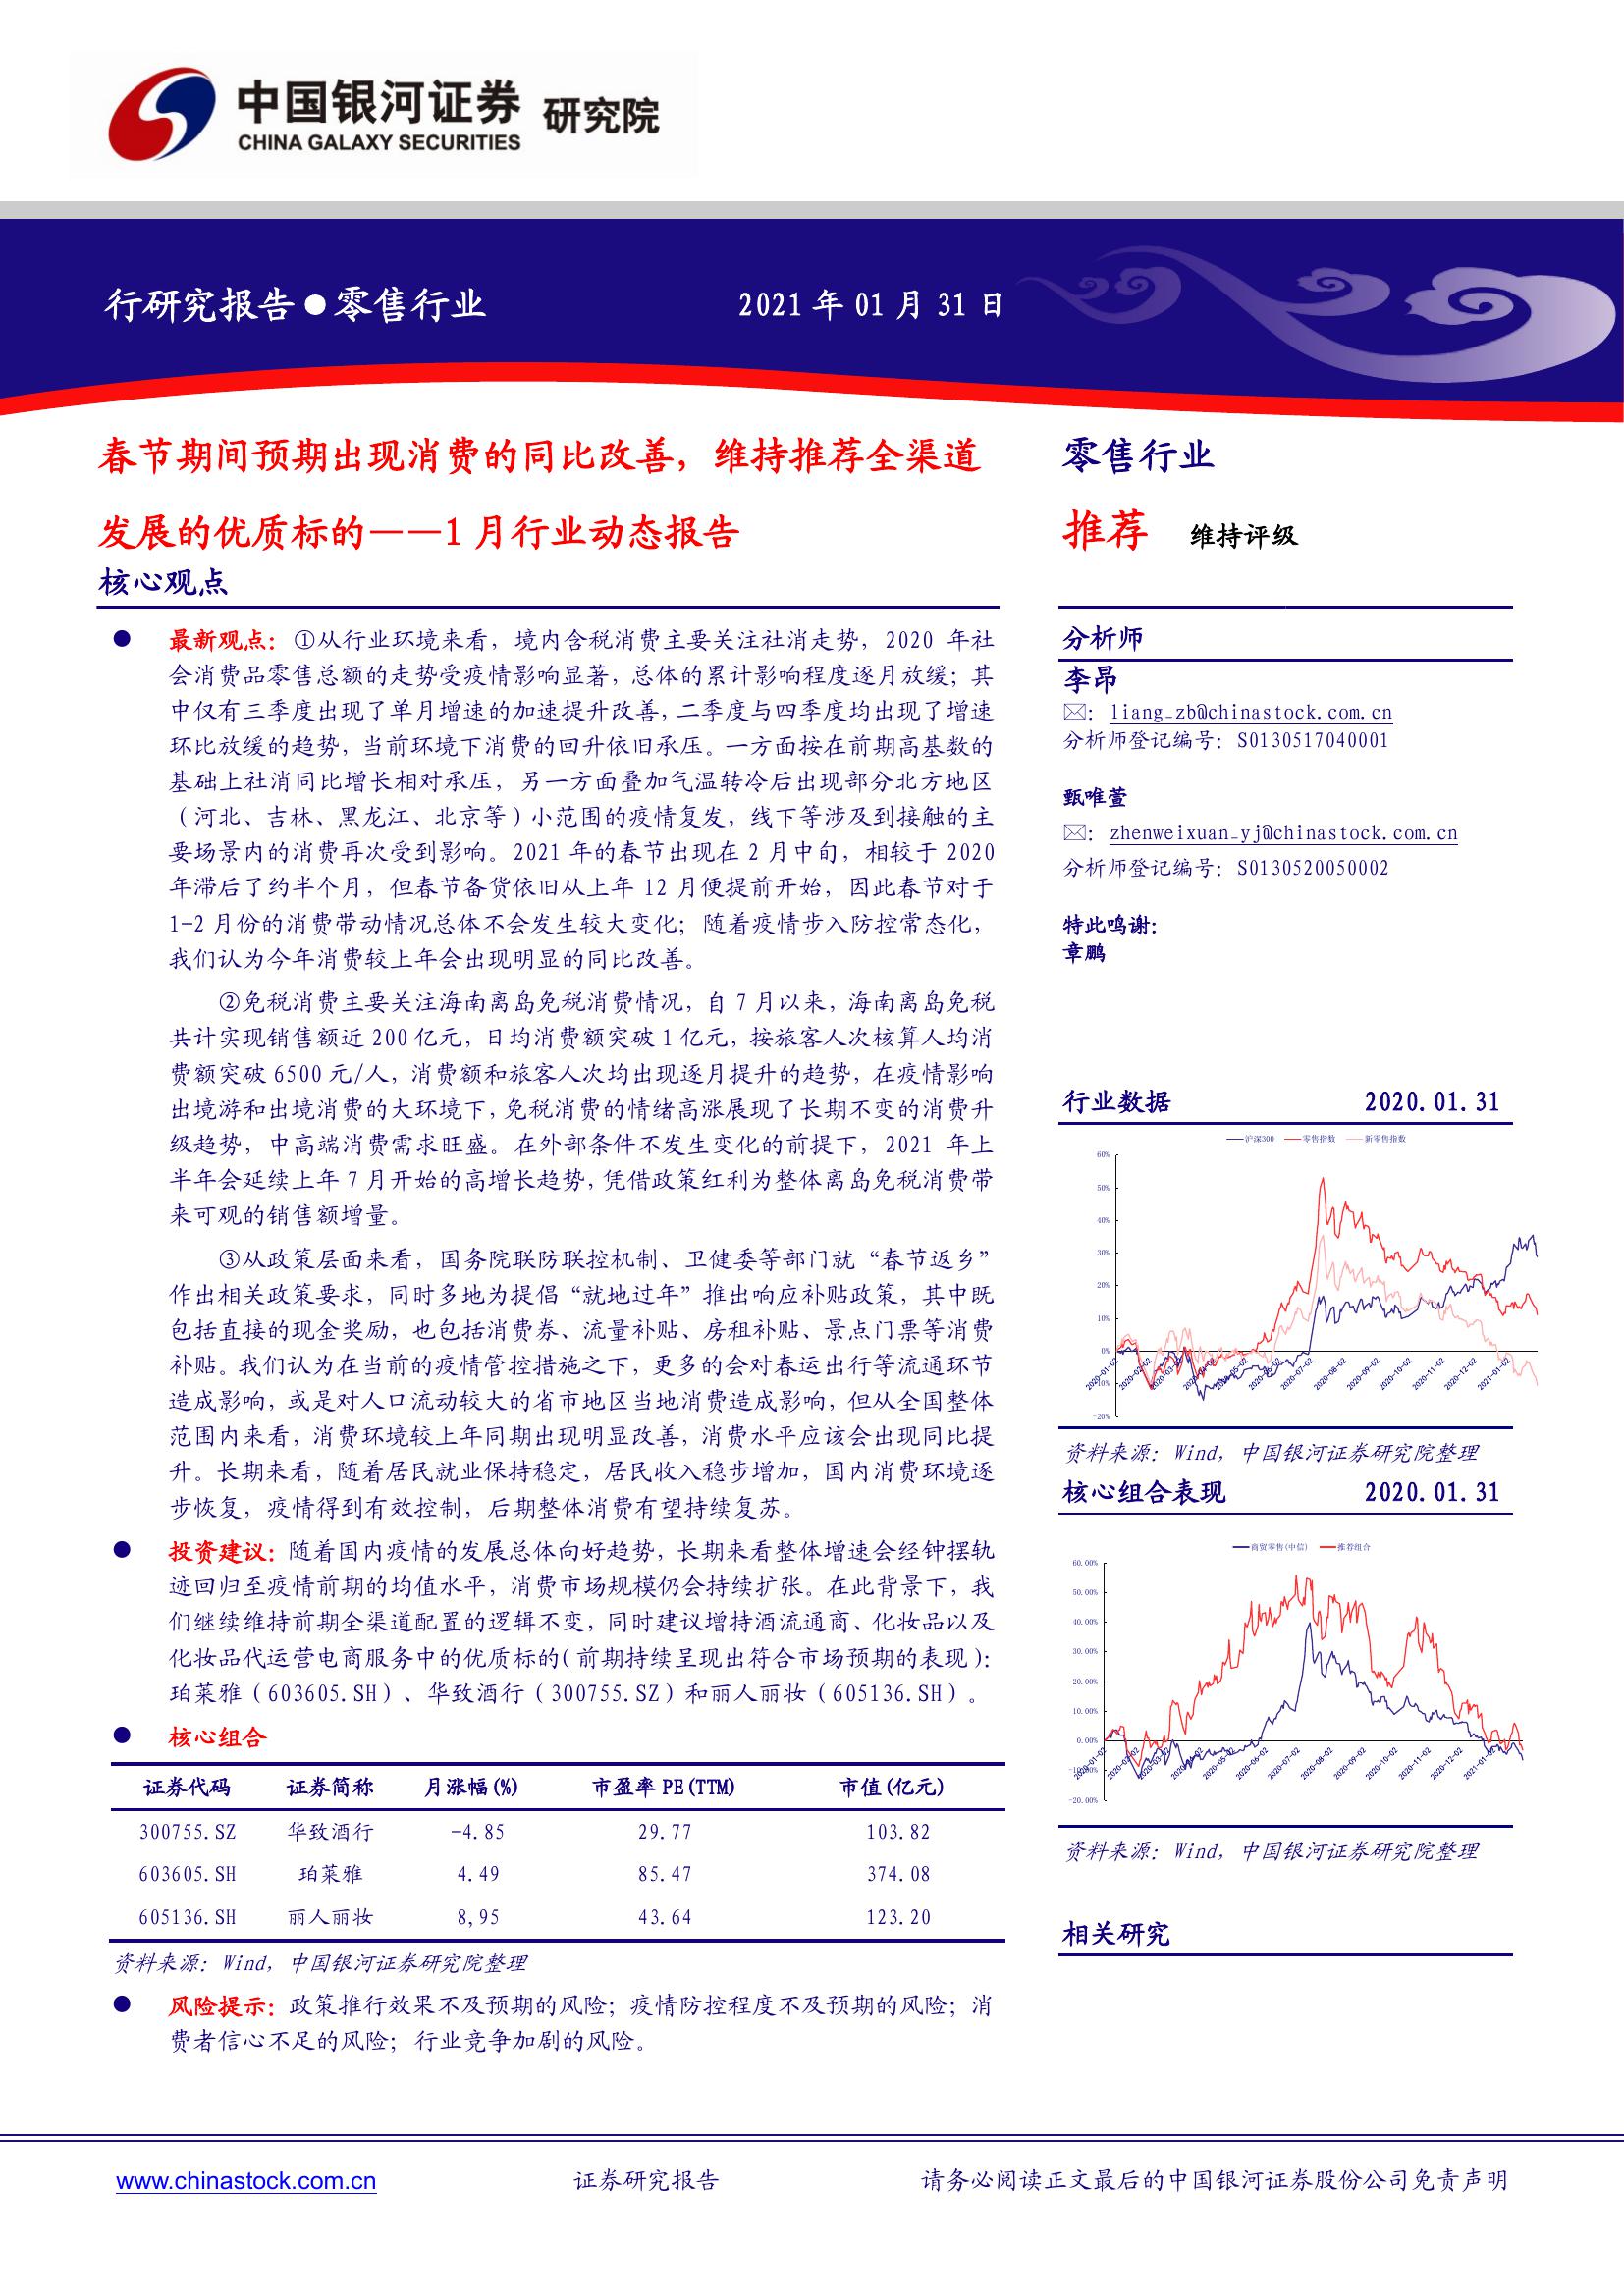 中国银河证券 研究院
CHINA GALAXY SECURITIES
行研究报告●零售行业
2021 年 01 月 31 日
春节期间预期出现消费的同比改善，维持推荐全渠道
发展的优质标的——1 月行业动态报告
核心观点
● 最新观点：①从行业环境来看，境内含税消费主要关注社消走势，2020 年社
会消费品零售总额的走势受疫情影响显著，总体的累计影响程度逐月放缓；其
中仅有三季度出现了单月增速的加速提升改善，二季度与四季度均出现了增速
环比放缓的趋势，当前环境下消费的回升依旧承压。一方面按在前期高基数的
基础上社消同比增长相对承压，另一方面叠加气温转冷后出现部分北方地区
（河北、吉林、黑龙江、北京等）小范围的疫情复发，线下等涉及到接触的主
要场景内的消费再次受到影响。2021 年的春节出现在 2 月中旬，相较于 2020
年滞后了约半个月，但春节备货依旧从上年 12 月便提前开始，因此春节对于
1-2 月份的消费带动情况总体不会发生较大变化；随着疫情步入防控常态化，
我们认为今年消费较上年会出现明显的同比改善。
②免税消费主要关注海南离岛免税消费情况，自 7 月以来，海南离岛免税
共计实现销售额近 200 亿元，日均消费额突破 1 亿元，按旅客人次核算人均消
费额突破 6500 元/人，消费额和旅客人次均出现逐月提升的趋势，在疫情影响
出境游和出境消费的大环境下，免税消费的情绪高涨展现了长期不变的消费升
级趋势，中高端消费需求旺盛。在外部条件不发生变化的前提下，2021 年上
半年会延续上年 7 月开始的高增长趋势，凭借政策红利为整体离岛免税消费带
来可观的销售额增量。
③从政策层面来看，国务院联防联控机制、卫健委等部门就“春节返乡”
作出相关政策要求，同时多地为提倡“就地过年”推出响应补贴政策，其中既
包括直接的现金奖励，也包括消费券、流量补贴、房租补贴、景点门票等消费
补贴。我们认为在当前的疫情管控措施之下，更多的会对春运出行等流通环节
造成影响，或是对人口流动较大的省市地区当地消费造成影响，但从全国整体
范围内来看，消费环境较上年同期出现明显改善，消费水平应该会出现同比提
升。长期来看，随着居民就业保持稳定，居民收入稳步增加，国内消费环境逐
步恢复，疫情得到有效控制，后期整体消费有望持续复苏。
● 投资建议：随着国内疫情的发展总体向好趋势，长期来看整体增速会经钟摆轨
迹回归至疫情前期的均值水平，消费市场规模仍会持续扩张。在此背景下，我
们继续维持前期全渠道配置的逻辑不变，同时建议增持酒流通商、化妆品以及
化妆品代运营电商服务中的优质标的(前期持续呈现出符合市场预期的表现)：
珀莱雅（603605.SH）、华致酒行（300755.SZ）和丽人丽妆（605136.SH）。
● 核心组合
证券代码 证券简称 月涨幅(%) 市盈率 PE(TTM) 市值(亿元)
300755.SZ 华致酒行 -4.85 29.77 103.82
603605.SH 珀莱雅 4.49 85.47 374.08
605136.SH 丽人丽妆 8,95 43.64 123.20
资料来源：Wind，中国银河证券研究院整理
● 风险提示：政策推行效果不及预期的风险；疫情防控程度不及预期的风险；消
费者信心不足的风险；行业竞争加剧的风险。
零售行业
推荐 维持评级
分析师
李昂
✉：liang_zb@chinastock.com.cn
分析师登记编号：S0130517040001
甄唯萱
✉：zhenweixuan_yj@chinastock.com.cn
分析师登记编号：S0130520050002
特此鸣谢：
章鹏
行业数据 2020.01.31
沪深300 零售指数 新零售指数
60%
50%
40%
30%
20%
10%
0%
-10%
-20%
2020-01-02 2020-02-02 2020-03-02 2020-04-02 2020-05-02 2020-06-02 2020-07-02 2020-08-02 2020-09-02 2020-10-02 2020-11-02 2020-12-02 2021-01-02
资料来源：Wind，中国银河证券研究院整理
核心组合表现 2020.01.31
商贸零售(中信) 推荐组合
60.00%
50.00%
40.00%
30.00%
20.00%
10.00%
0.00%
-10.00%
-20.00%
2020-01-02 2020-02-02 2020-03-02 2020-04-02 2020-05-02 2020-06-02 2020-07-02 2020-08-02 2020-09-02 2020-10-02 2020-11-02 2020-12-02 2021-01-02
资料来源：Wind，中国银河证券研究院整理
相关研究
www.chinastock.com.cn 证券研究报告 请务必阅读正文最后的中国银河证券股份公司免责声明